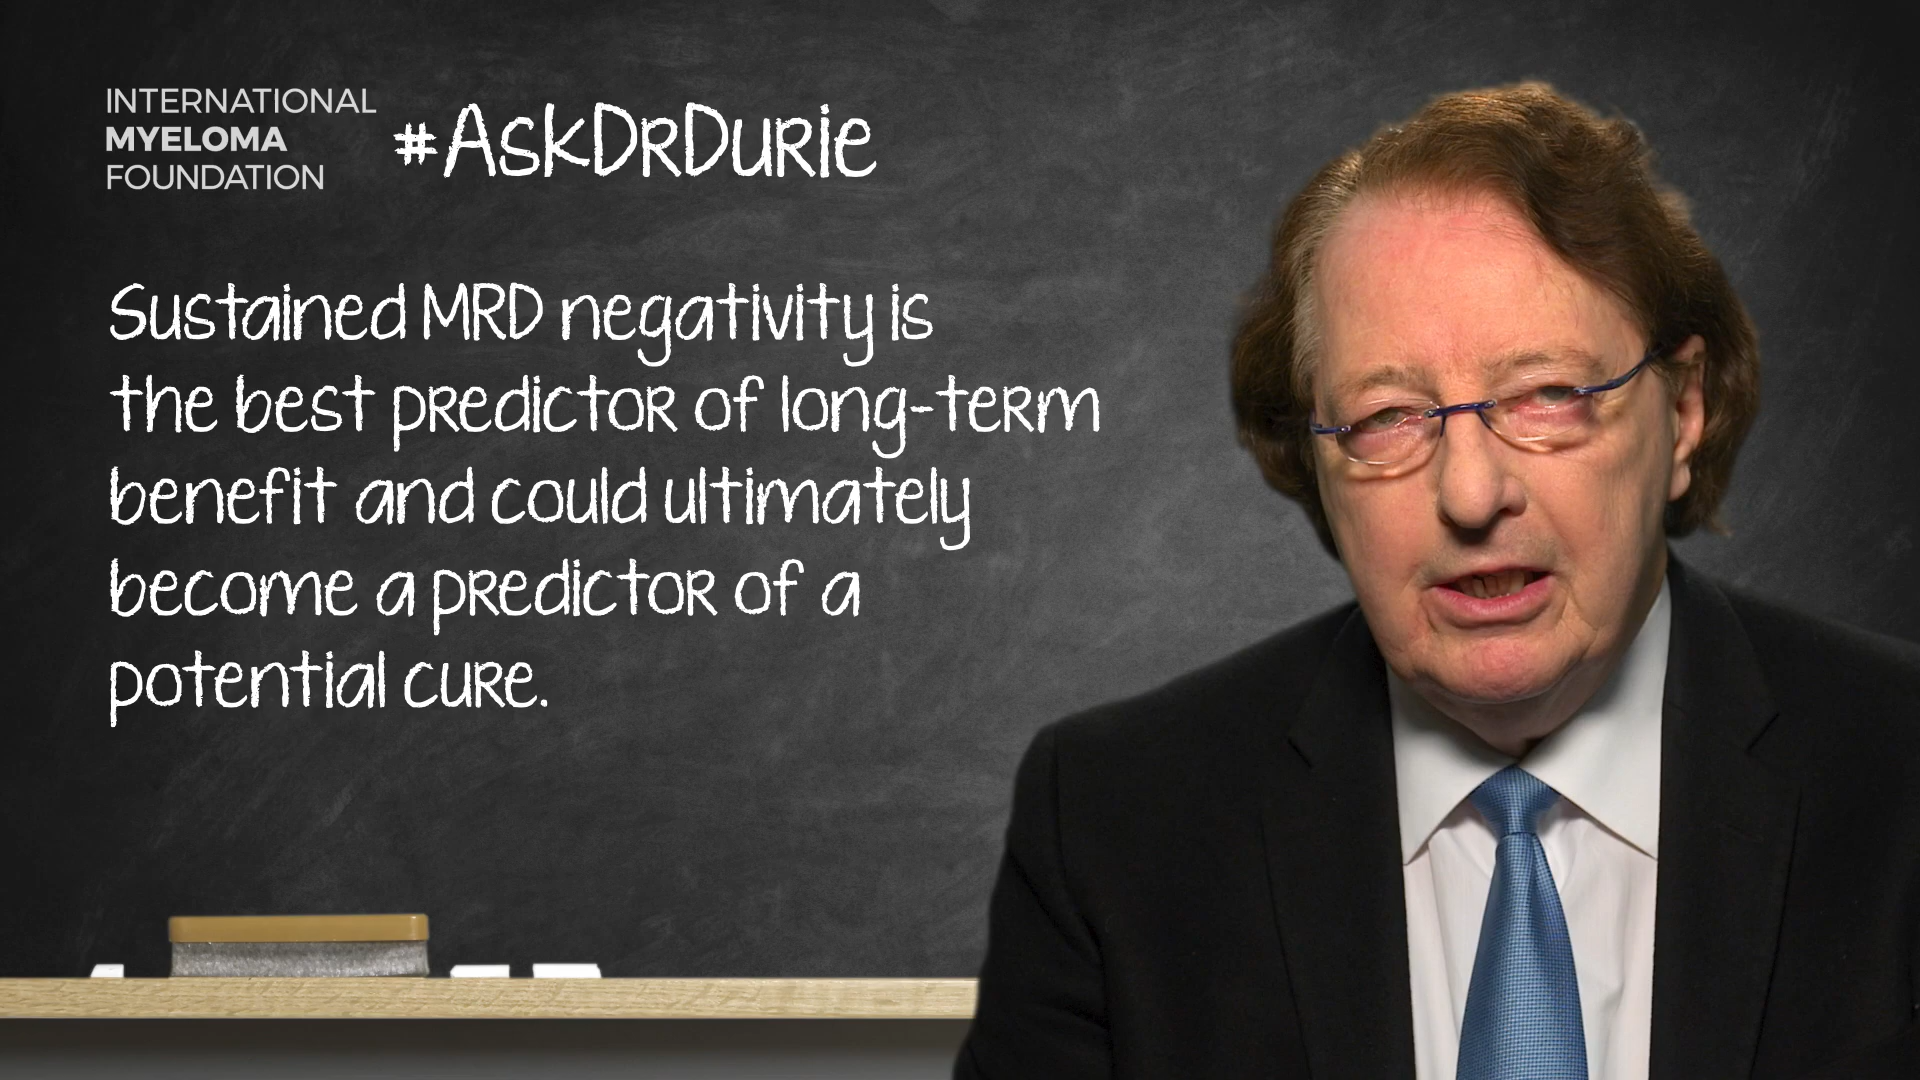 INTERNATIONAL
MYELOMA
FOUNDATION
#AskDrDurie
Sustained MRD negativity is
the best predictor of long-term
benefit and could ultimately
become a predictor of a
potential cure.